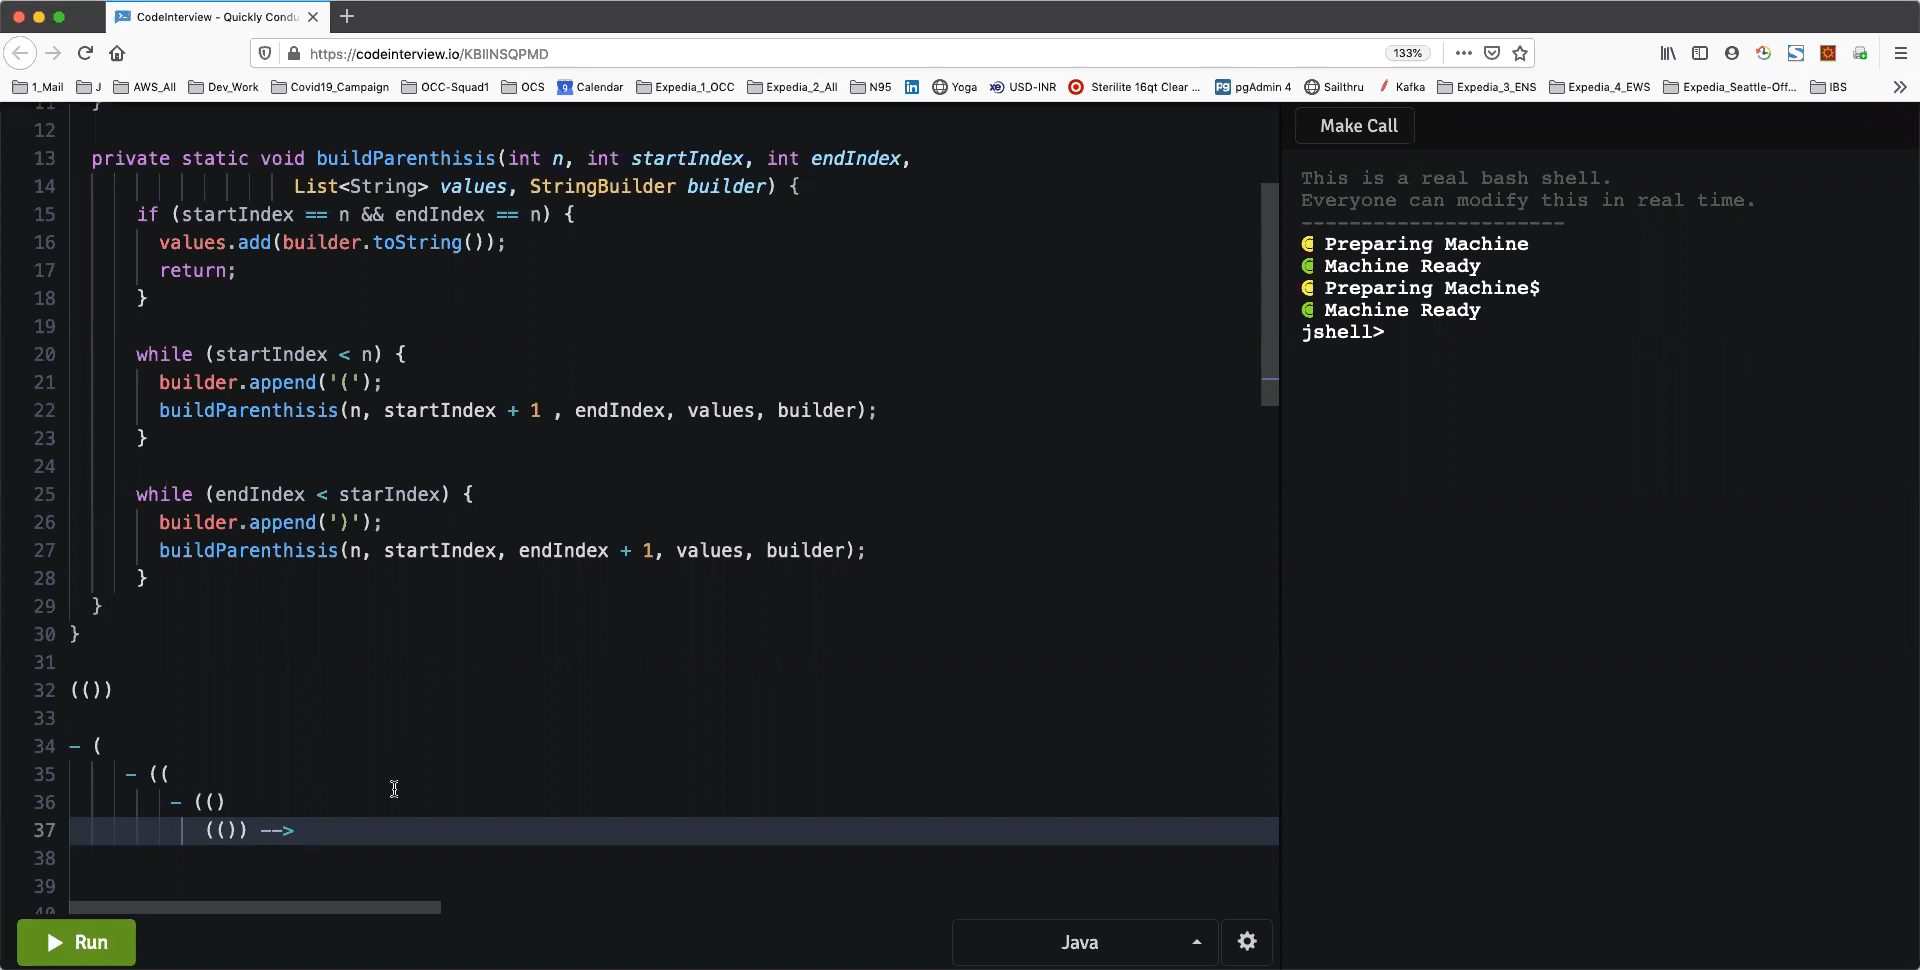 CodeInterview - Quickly Condu
https://codeinterview.io/KBIINSQPMD
133%
1_Mail
J
AWS_All
Dev_Work
Covid19_Campaign
OCC-Squad1
OCS
Calendar
Expedia_1_OCC
Expedia_2_All
N95
Yoga
USD-INR
Sterilite 16qt Clear ...
pgAdmin 4
Sailthru
Kafka
Expedia_3_ENS
Expedia_4_EWS
Expedia_Seattle-Off...
IBS
11 }
12
13 private static void buildParenthisis(int n, int startIndex, int endIndex,
14 List<String> values, StringBuilder builder) {
15 if (startIndex == n && endIndex == n) {
16 values.add(builder.toString());
17 return;
18 }
19
20 while (startIndex < n) {
21 builder.append('(');
22 buildParenthisis(n, startIndex + 1 , endIndex, values, builder);
23 }
24
25 while (endIndex < starIndex) {
26 builder.append(')');
27 buildParenthisis(n, startIndex, endIndex + 1, values, builder);
28 }
29 }
30 }
31
32 (())
33
34 - (
35 - ((
36 - (()
37 (()) -->
38
39
40
Run
Java
Make Call
This is a real bash shell.
Everyone can modify this in real time.
----------------------
Preparing Machine
Machine Ready
Preparing Machine$
Machine Ready
jshell>